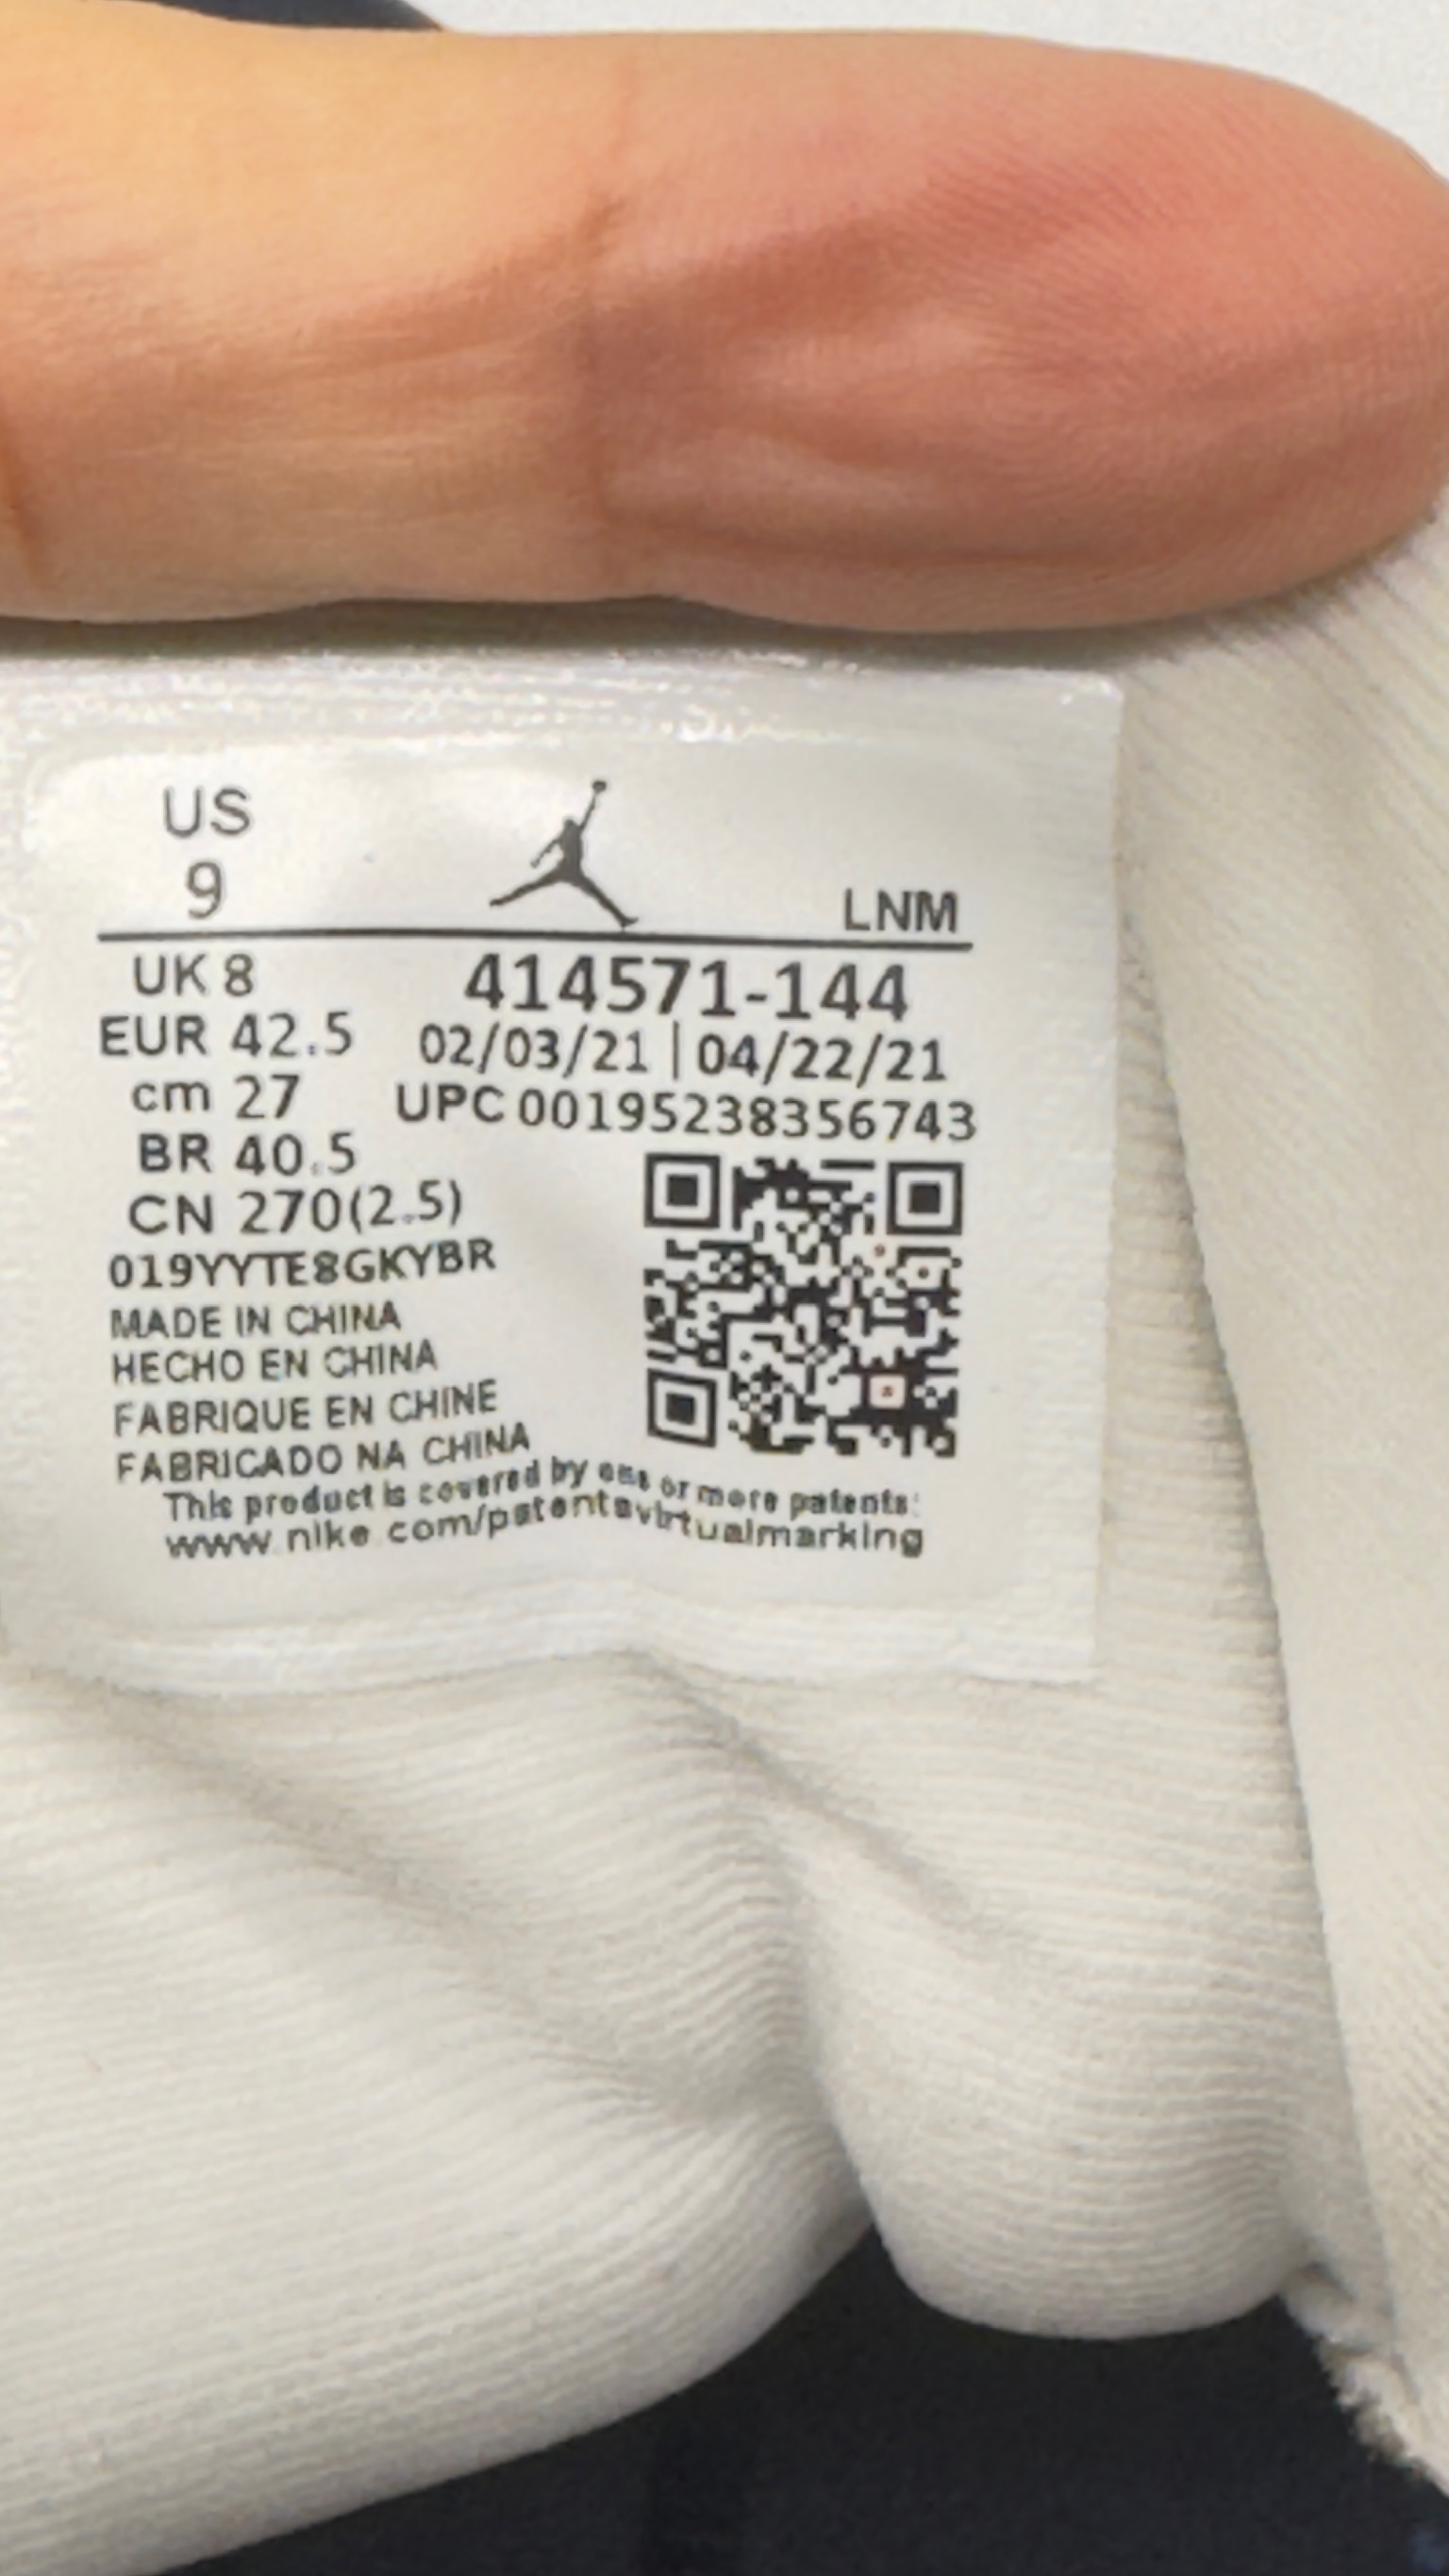 US
9
LNM
UK 8
414571-144
EUR 42.5
02/03/21 | 04/22/21
cm 27
UPC 00195238356743
BR 40.5
CN 270(2.5)
019YYTE8GKYBR
MADE IN CHINA
HECHO EN CHINA
FABRIQUE EN CHINE
FABRICADO NA CHINA
This product is covered by one or more patents:
www.nike.com/patentsvirtualmarking